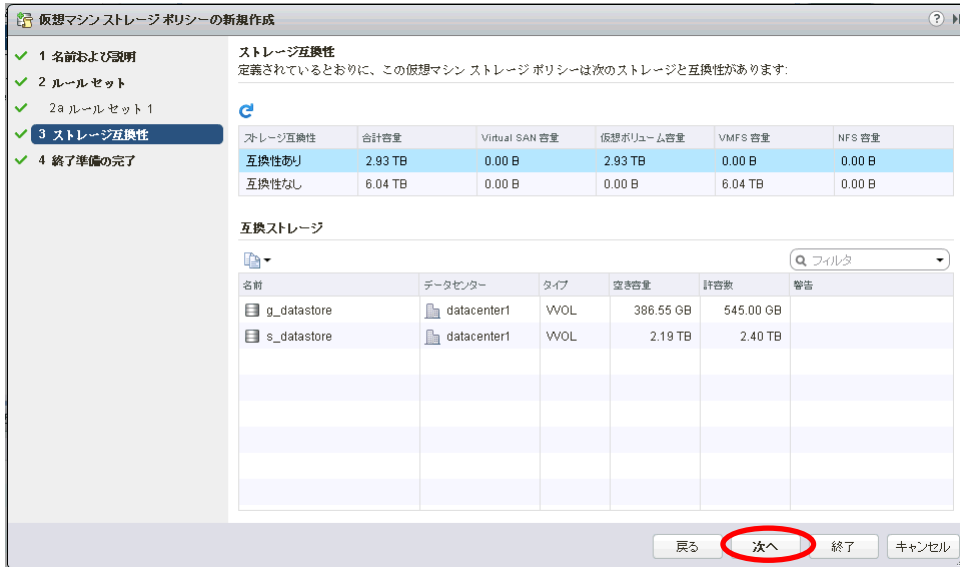 仮想マシン ストレージ ポリシーの新規作成
1 名前および説明
2 ルール セット
2a ルール セット 1
3 ストレージ互換性
4 終了準備の完了
ストレージ互換性
定義されているとおりに、この仮想マシン ストレージ ポリシーは次のストレージと互換性があります:
ストレージ互換性 合計容量 Virtual SAN 容量 仮想ボリューム容量 VMFS 容量 NFS 容量
互換性あり 2.93 TB 0.00 B 2.93 TB 0.00 B 0.00 B
互換性なし 6.04 TB 0.00 B 0.00 B 6.04 TB 0.00 B
互換ストレージ
フィルタ
名前 データセンター タイプ 空き容量 許容数 警告
g_datastore datacenter1 VVOL 386.55 GB 545.00 GB
s_datastore datacenter1 VVOL 2.19 TB 2.40 TB
戻る 次へ 終了 キャンセル